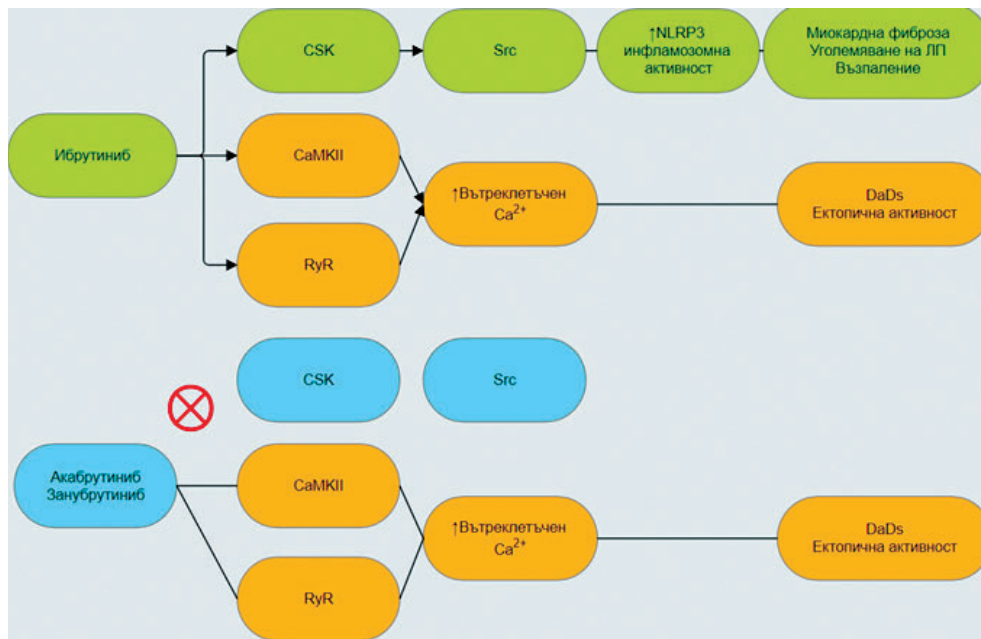 CSK
Src
↑NLRP3
инфламозомна
активност
Миокардна фиброза
Уголемяване на ЛП
Възпаление
Ибрутиниб
CaMKII
↑Вътреклетъчен
Ca²⁺
DaDs
Ектопична активност
RyR
CSK
Src
Акабрутиниб
Занубрутиниб
CaMKII
↑Вътреклетъчен
Ca²⁺
DaDs
Ектопична активност
RyR